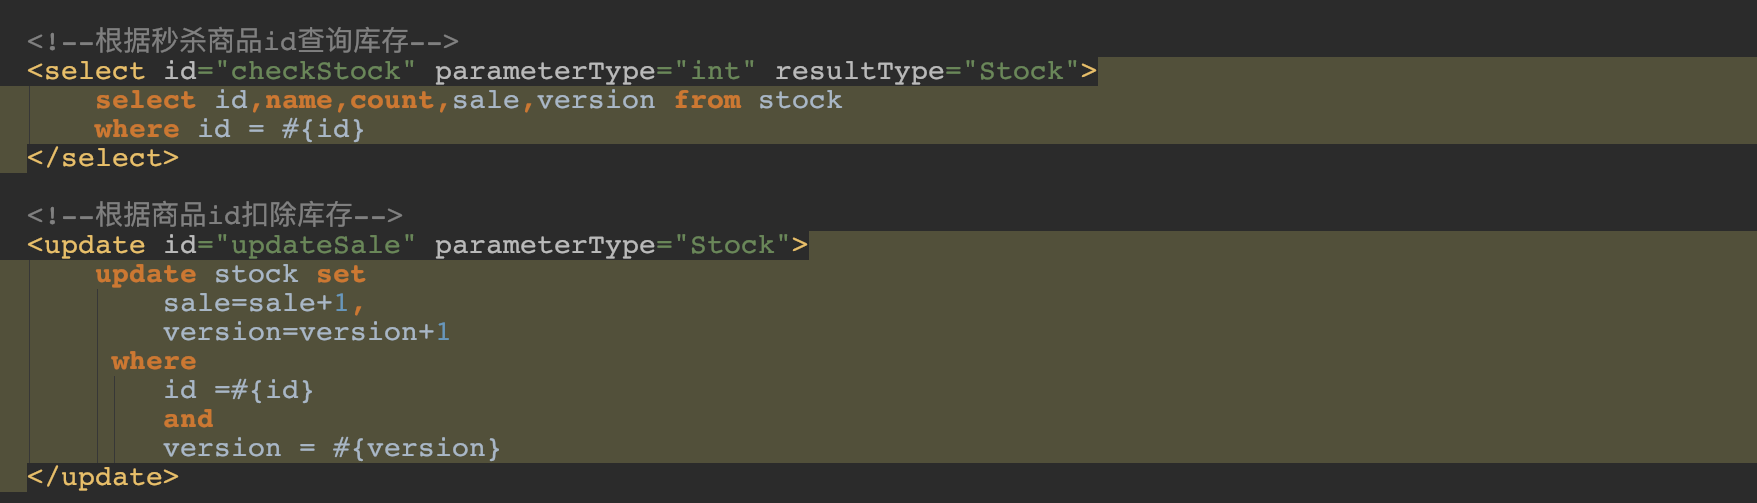 <!--根据秒杀商品id查询库存-->
<select id="checkStock" parameterType="int" resultType="Stock">
    select id,name,count,sale,version from stock
    where id = #{id}
</select>
<!--根据商品id扣除库存-->
<update id="updateSale" parameterType="Stock">
    update stock set
        sale=sale+1,
        version=version+1
     where
        id =#{id}
        and
        version = #{version}
</update>